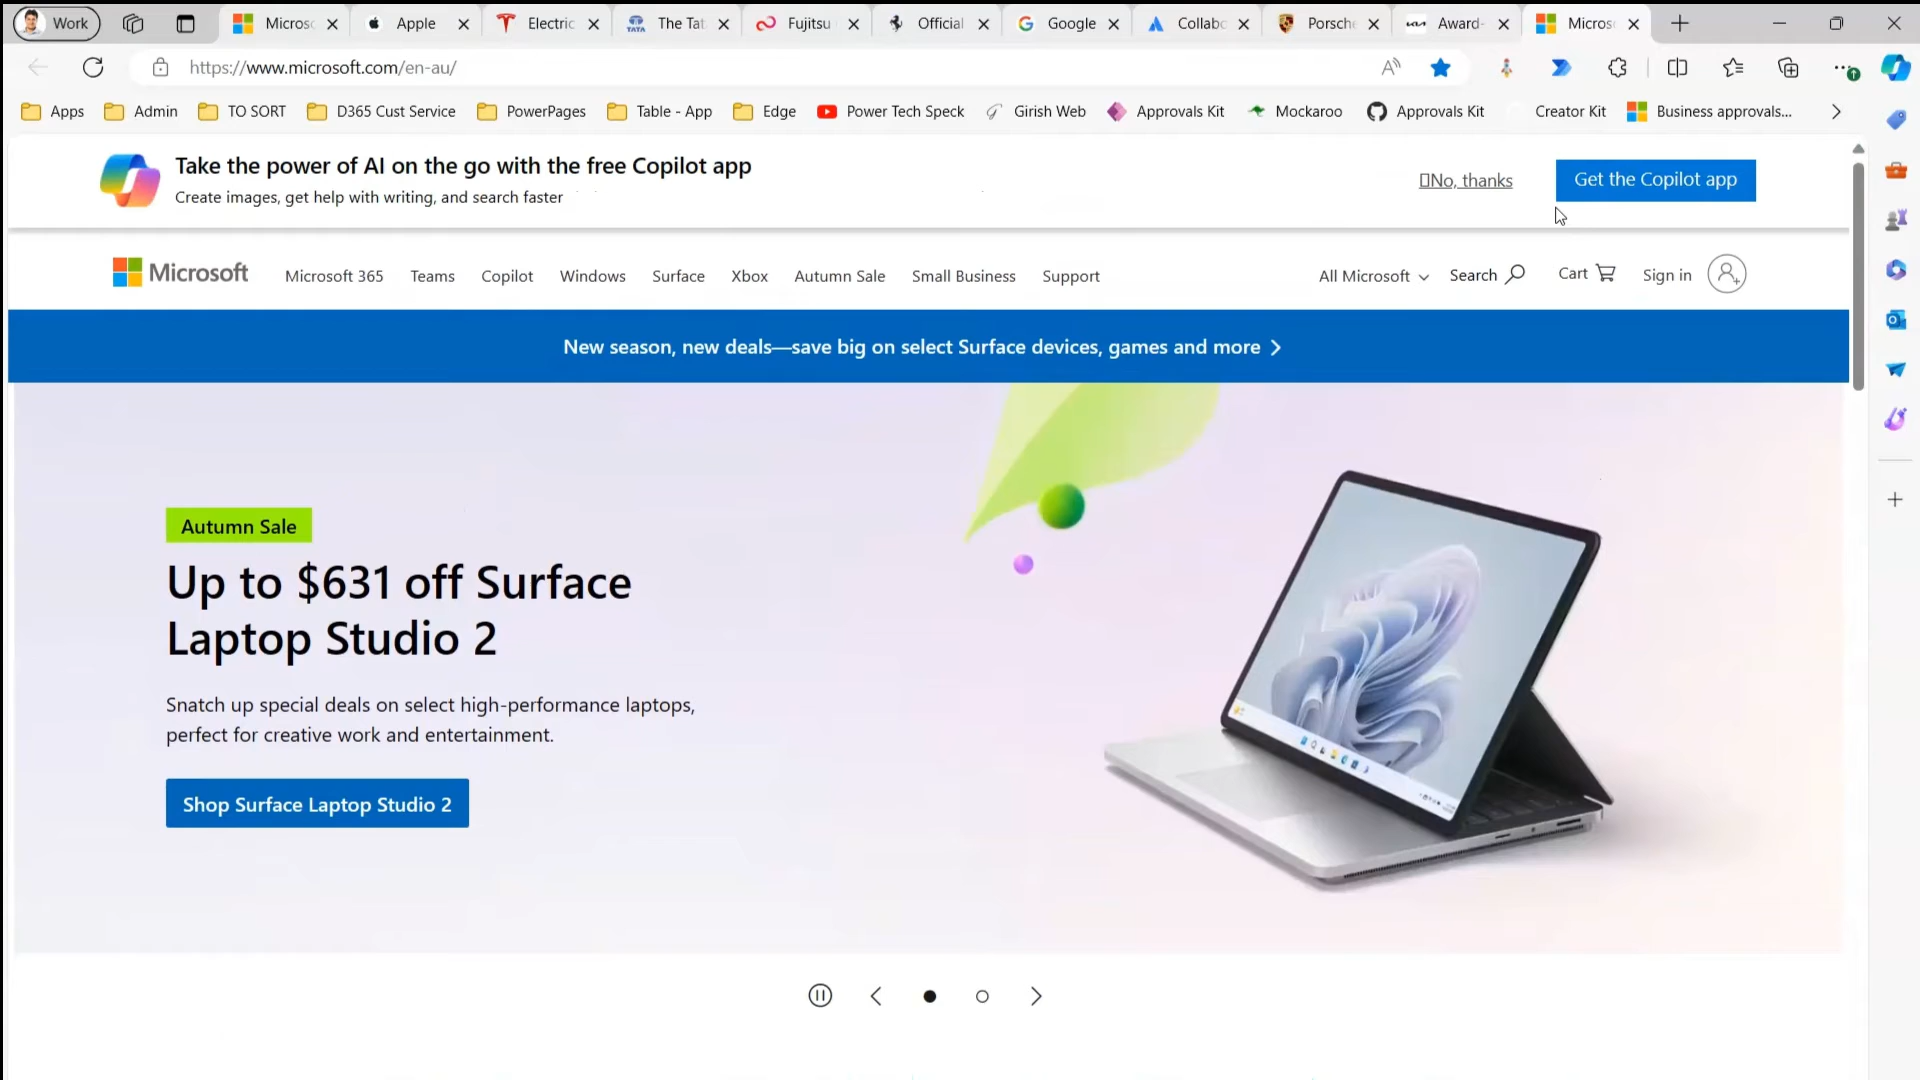 Work
Micros
Apple
Electric
The Tat
TATA
Fujitsu
Official
Google
Collab
Porsche
Award-
Micros
https://www.microsoft.com/en-au/
Apps
Admin
TO SORT
D365 Cust Service
PowerPages
Table - App
Edge
Power Tech Speck
Girish Web
Approvals Kit
Mockaroo
Approvals Kit
Creator Kit
Business approvals...
Take the power of AI on the go with the free Copilot app
Create images, get help with writing, and search faster
No, thanks
Get the Copilot app
Microsoft
Microsoft 365
Teams
Copilot
Windows
Surface
Xbox
Autumn Sale
Small Business
Support
All Microsoft
Search
Cart
Sign in
New season, new deals—save big on select Surface devices, games and more
Autumn Sale
Up to $631 off Surface
Laptop Studio 2
Snatch up special deals on select high-performance laptops,
perfect for creative work and entertainment.
Shop Surface Laptop Studio 2